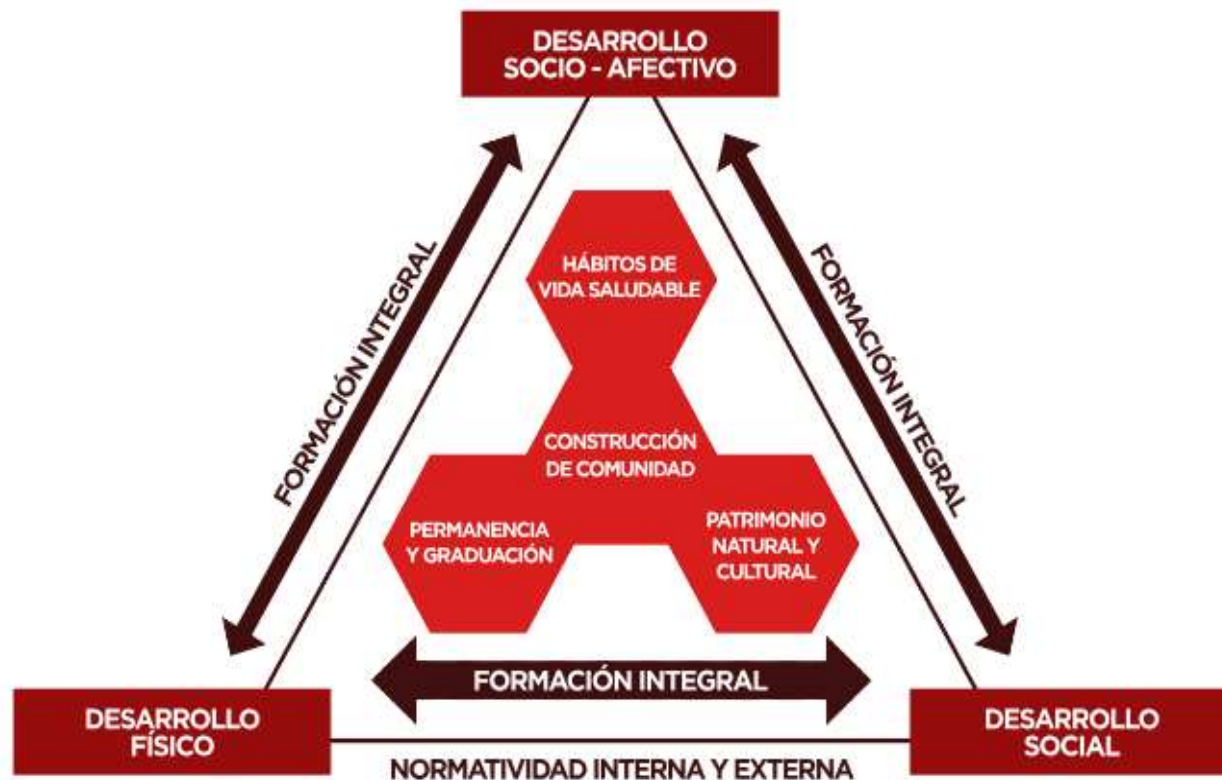 DESARROLLO
SOCIO - AFECTIVO
FORMACIÓN INTEGRAL
FORMACIÓN INTEGRAL
HÁBITOS DE
VIDA SALUDABLE
CONSTRUCCIÓN
DE COMUNIDAD
PERMANENCIA
Y GRADUACIÓN
PATRIMONIO
NATURAL Y
CULTURAL
FORMACIÓN INTEGRAL
DESARROLLO
FÍSICO
DESARROLLO
SOCIAL
NORMATIVIDAD INTERNA Y EXTERNA